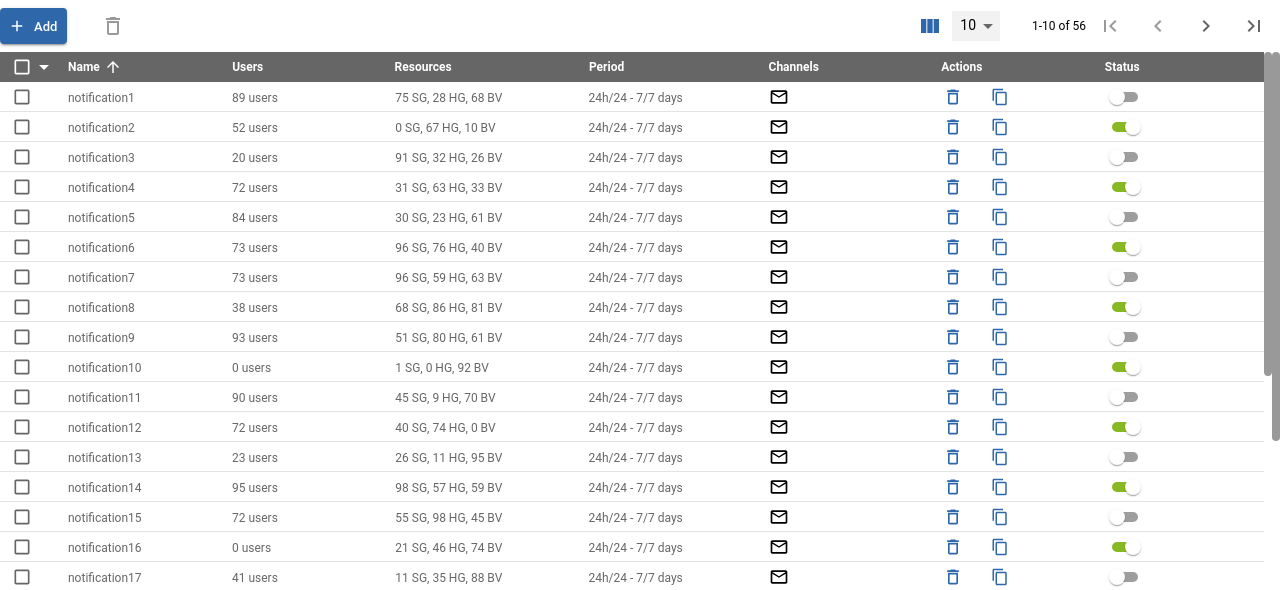 Add 10 1-10 of 56
Name Users Resources Period Channels Actions Status
notification1 89 users 75 SG, 28 HG, 68 BV 24h/24 - 7/7 days
notification2 52 users 0 SG, 67 HG, 10 BV 24h/24 - 7/7 days
notification3 20 users 91 SG, 32 HG, 26 BV 24h/24 - 7/7 days
notification4 72 users 31 SG, 63 HG, 33 BV 24h/24 - 7/7 days
notification5 84 users 30 SG, 23 HG, 61 BV 24h/24 - 7/7 days
notification6 73 users 96 SG, 76 HG, 40 BV 24h/24 - 7/7 days
notification7 73 users 96 SG, 59 HG, 63 BV 24h/24 - 7/7 days
notification8 38 users 68 SG, 86 HG, 81 BV 24h/24 - 7/7 days
notification9 93 users 51 SG, 80 HG, 61 BV 24h/24 - 7/7 days
notification10 0 users 1 SG, 0 HG, 92 BV 24h/24 - 7/7 days
notification11 90 users 45 SG, 9 HG, 70 BV 24h/24 - 7/7 days
notification12 72 users 40 SG, 74 HG, 0 BV 24h/24 - 7/7 days
notification13 23 users 26 SG, 11 HG, 95 BV 24h/24 - 7/7 days
notification14 95 users 98 SG, 57 HG, 59 BV 24h/24 - 7/7 days
notification15 72 users 55 SG, 98 HG, 45 BV 24h/24 - 7/7 days
notification16 0 users 21 SG, 46 HG, 74 BV 24h/24 - 7/7 days
notification17 41 users 11 SG, 35 HG, 88 BV 24h/24 - 7/7 days